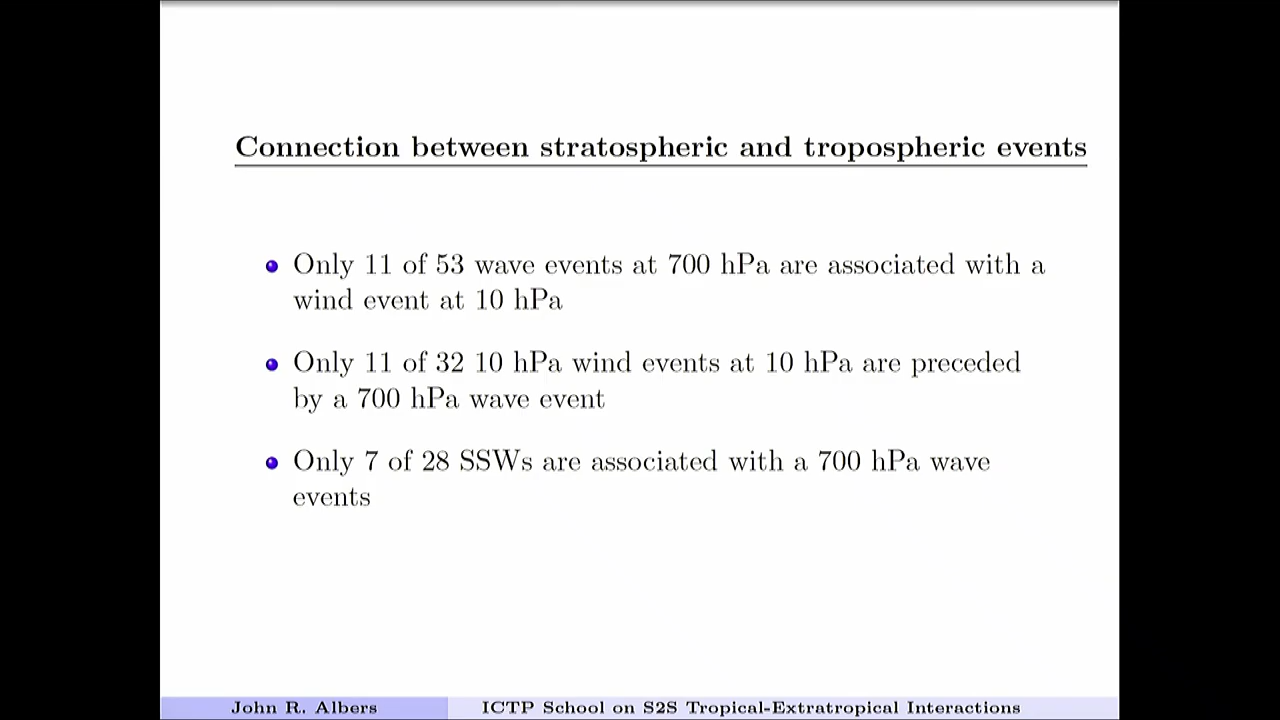 Connection between stratospheric and tropospheric events
Only 11 of 53 wave events at 700 hPa are associated with a
wind event at 10 hPa
Only 11 of 32 10 hPa wind events at 10 hPa are preceded
by a 700 hPa wave event
Only 7 of 28 SSWs are associated with a 700 hPa wave
events
John R. Albers
ICTP School on S2S Tropical-Extratropical Interactions